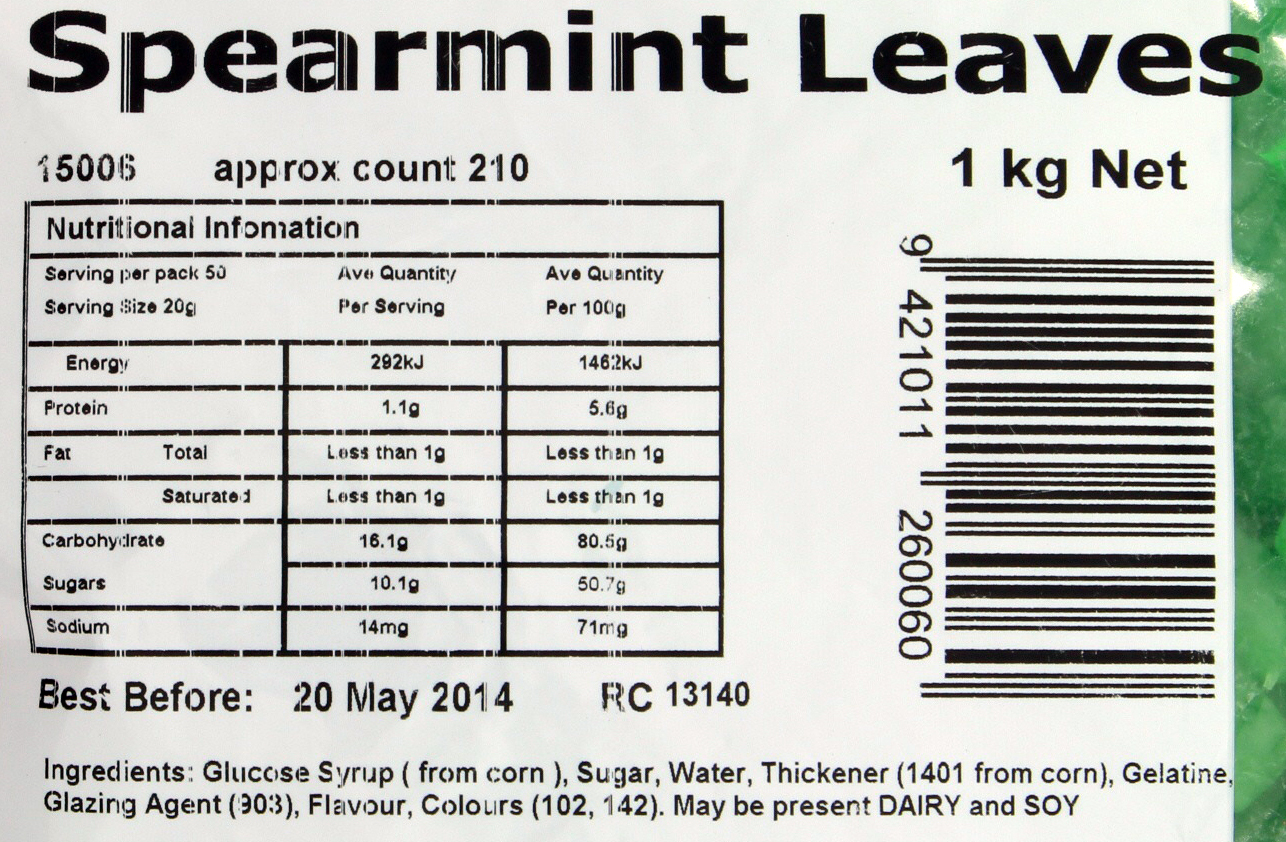 Spearmint Leaves
15006 approx count 210 1 kg Net
Nutritional Infomation
Serving per pack 50 Ave Quantity Ave Quantity
Serving Size 20g Per Serving Per 100g
Energy 292kJ 1462kJ
Protein 1.1g 5.6g
Fat Total Less than 1g Less than 1g
Saturated Less than 1g Less than 1g
Carbohydrate 16.1g 80.5g
Sugars 10.1g 50.7g
Sodium 14mg 71mg
9 421011 260060
Best Before: 20 May 2014 RC 13140
Ingredients: Glucose Syrup ( from corn ), Sugar, Water, Thickener (1401 from corn), Gelatine,
Glazing Agent (903), Flavour, Colours (102, 142). May be present DAIRY and SOY